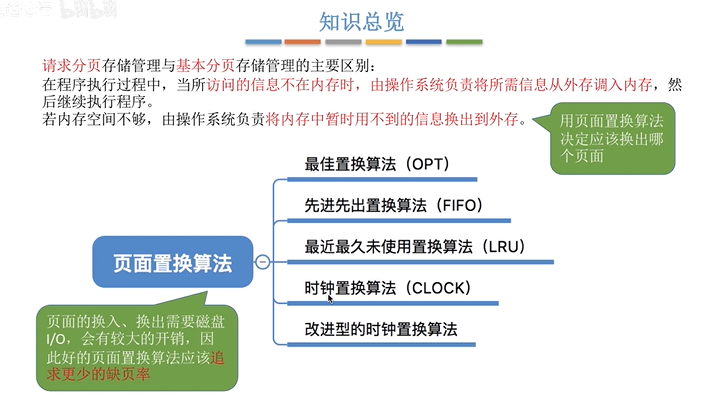 知识总览
请求分页存储管理与基本分页存储管理的主要区别：
在程序执行过程中，当所访问的信息不在内存时，由操作系统负责将所需信息从外存调入内存，然
后继续执行程序。
若内存空间不够，由操作系统负责将内存中暂时用不到的信息换出到外存。
用页面置换算法
决定应该换出哪
个页面
最佳置换算法（OPT）
先进先出置换算法（FIFO）
最近最久未使用置换算法（LRU）
页面置换算法
时钟置换算法（CLOCK）
改进型的时钟置换算法
页面的换入、换出需要磁盘
I/O，会有较大的开销，因
此好的页面置换算法应该追
求更少的缺页率